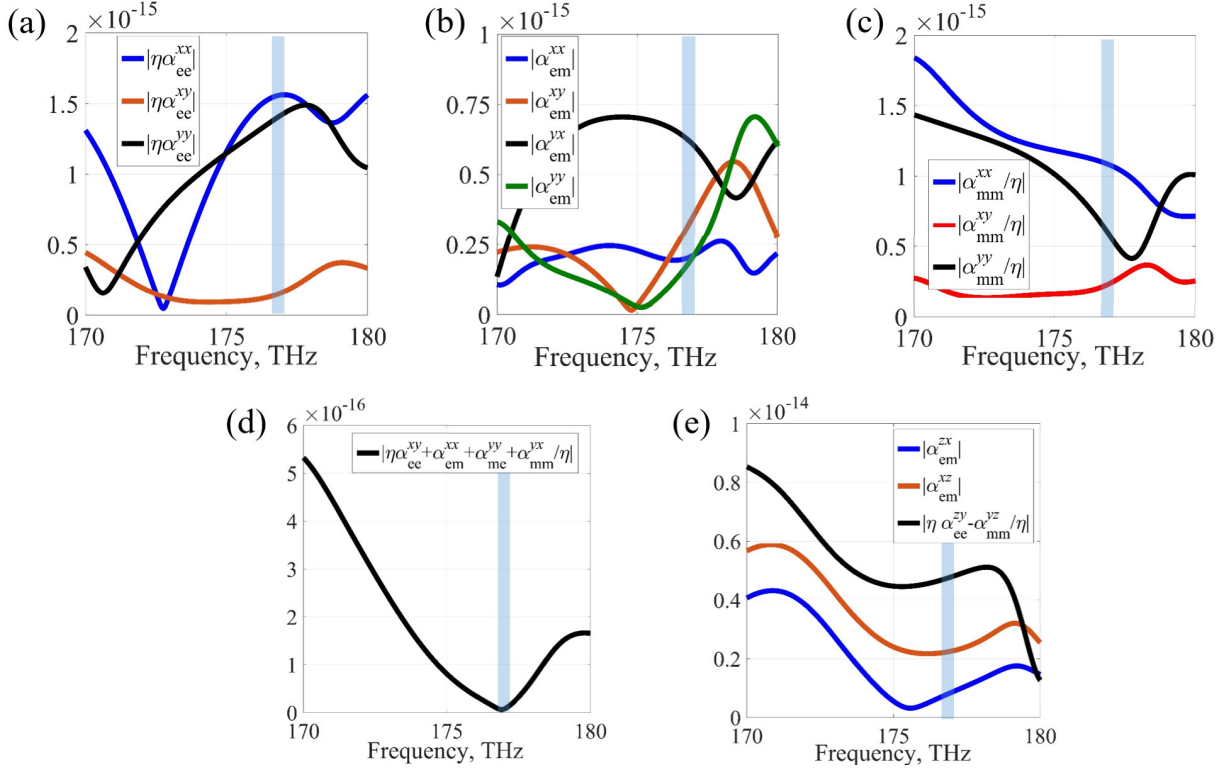 (a)
×10⁻¹⁵
2
1.5
1
0.5
0
|ηα_ee^xx|
|ηα_ee^xy|
|ηα_ee^yy|
170
175
180
Frequency, THz
(b)
×10⁻¹⁵
1
0.75
0.5
0.25
0
|α_em^xx|
|α_em^xy|
|α_em^yx|
|α_em^yy|
170
175
180
Frequency, THz
(c)
×10⁻¹⁵
2
1.5
1
0.5
0
|α_mm^xx/η|
|α_mm^xy/η|
|α_mm^yy/η|
170
175
180
Frequency, THz
(d)
×10⁻¹⁶
6
5
4
3
2
1
0
|ηα_ee^xy+α_em^xx+α_me^yy+α_mm^yx/η|
170
175
180
Frequency, THz
(e)
×10⁻¹⁴
1
0.8
0.6
0.4
0.2
0
|α_em^zx|
|α_em^xz|
|η α_ee^zy-α_mm^yz/η|
170
175
180
Frequency, THz